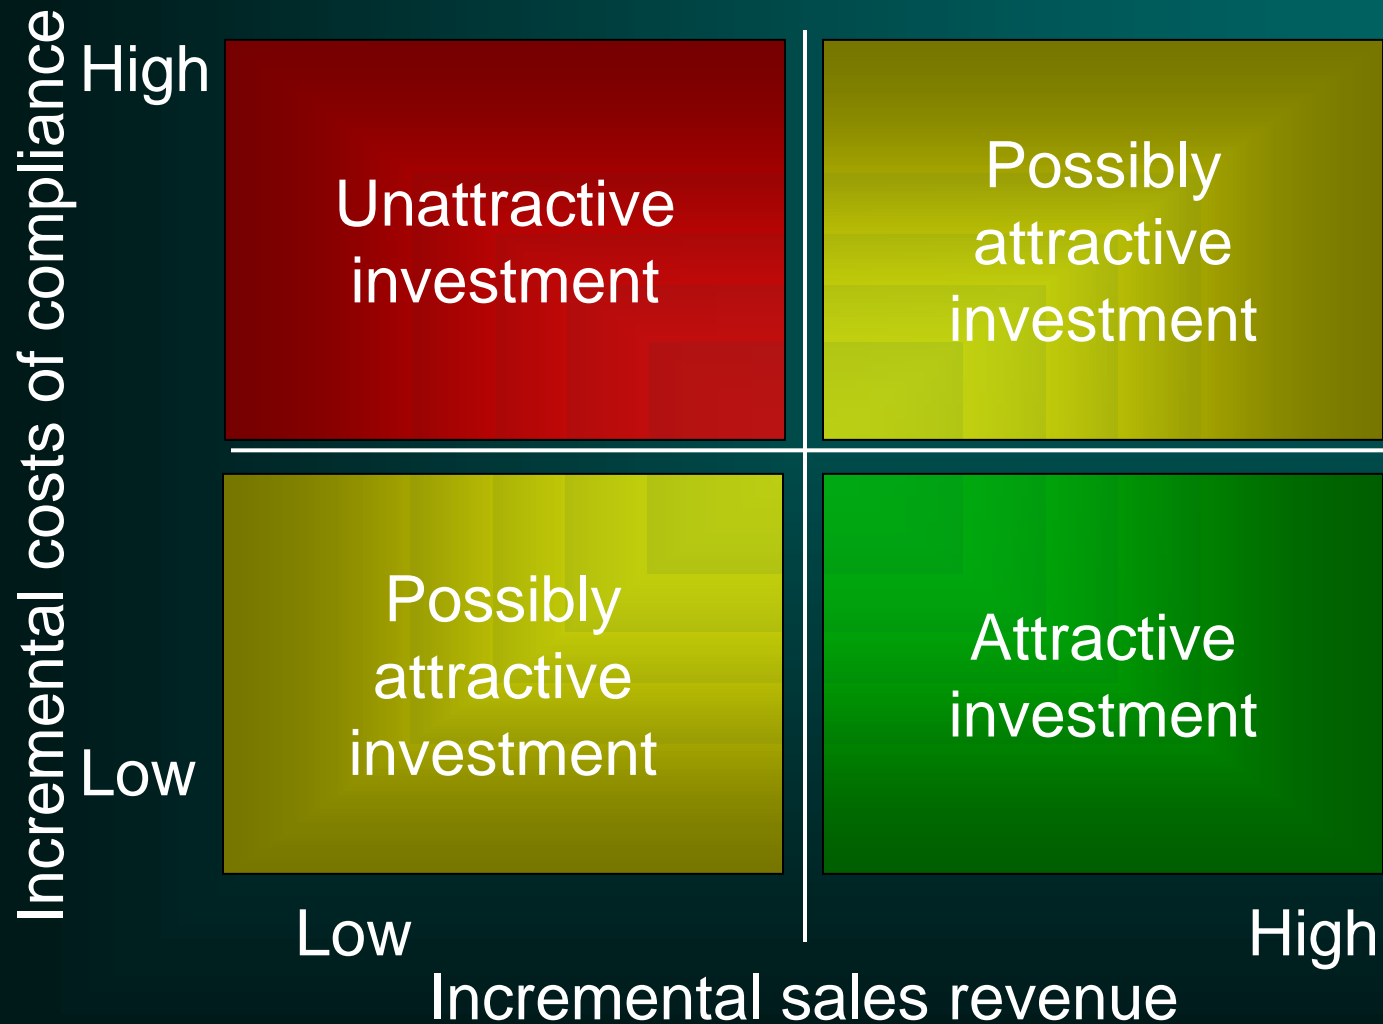 Incremental costs of compliance
High
Unattractive
investment
Possibly
attractive
investment
Possibly
attractive
investment
Attractive
investment
Low
Low
High
Incremental sales revenue